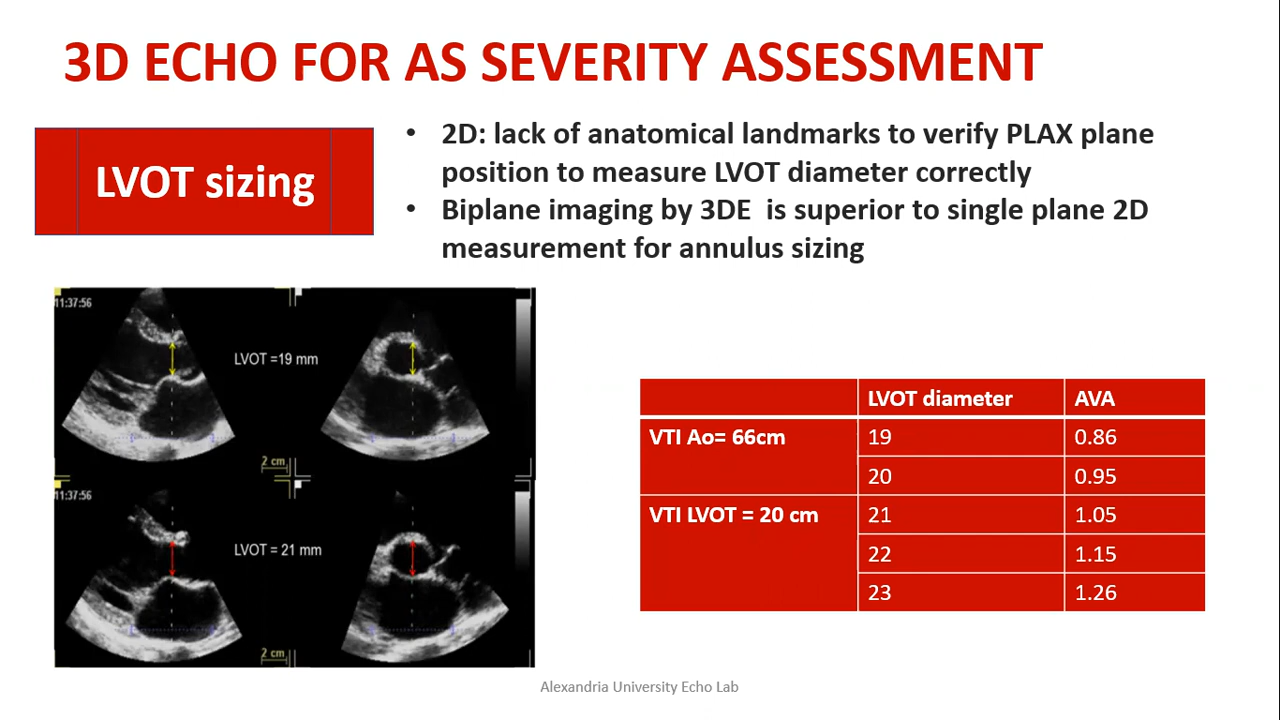 3D ECHO FOR AS SEVERITY ASSESSMENT
LVOT sizing
• 2D: lack of anatomical landmarks to verify PLAX plane
position to measure LVOT diameter correctly
• Biplane imaging by 3DE is superior to single plane 2D
measurement for annulus sizing
11:37:56
LVOT =19 mm
2 cm
11:37:56
LVOT = 21 mm
2 cm
LVOT diameter AVA
VTI Ao= 66cm 19 0.86
20 0.95
VTI LVOT = 20 cm 21 1.05
22 1.15
23 1.26
Alexandria University Echo Lab